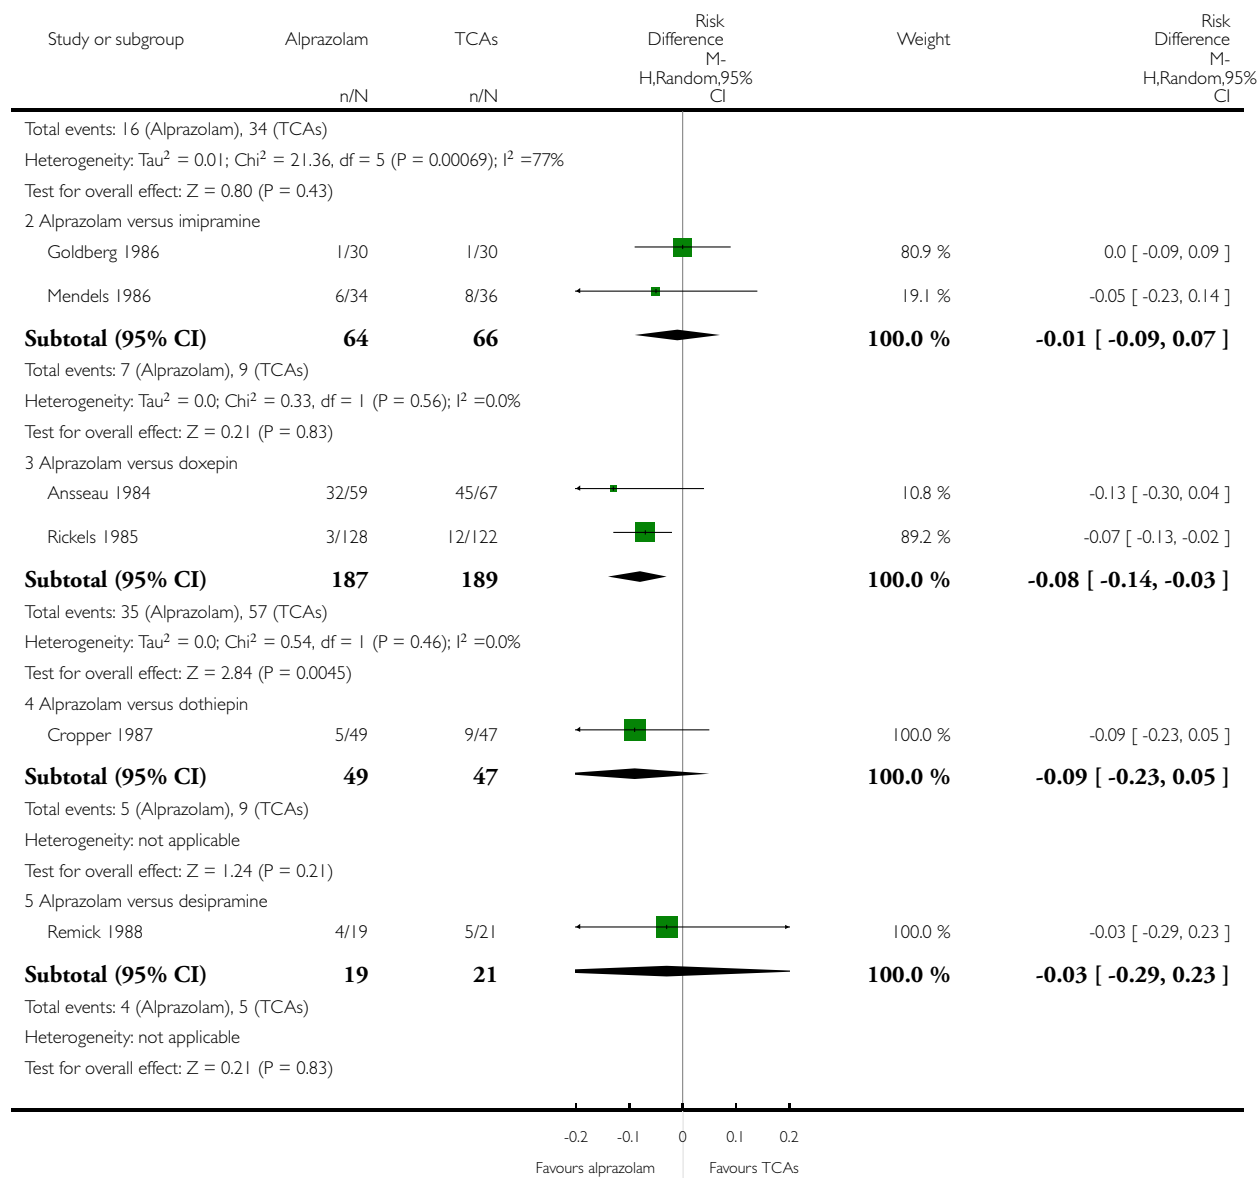 Study or subgroup Alprazolam TCAs Risk Difference M-H,Random,95% CI Weight Risk Difference M-H,Random,95% CI
n/N n/N
Total events: 16 (Alprazolam), 34 (TCAs)
Heterogeneity: Tau² = 0.01; Chi² = 21.36, df = 5 (P = 0.00069); I² =77%
Test for overall effect: Z = 0.80 (P = 0.43)
2 Alprazolam versus imipramine
Goldberg 1986 1/30 1/30 80.9 % 0.0 [ -0.09, 0.09 ]
Mendels 1986 6/34 8/36 19.1 % -0.05 [ -0.23, 0.14 ]
Subtotal (95% CI) 64 66 100.0 % -0.01 [ -0.09, 0.07 ]
Total events: 7 (Alprazolam), 9 (TCAs)
Heterogeneity: Tau² = 0.0; Chi² = 0.33, df = 1 (P = 0.56); I² =0.0%
Test for overall effect: Z = 0.21 (P = 0.83)
3 Alprazolam versus doxepin
Ansseau 1984 32/59 45/67 10.8 % -0.13 [ -0.30, 0.04 ]
Rickels 1985 3/128 12/122 89.2 % -0.07 [ -0.13, -0.02 ]
Subtotal (95% CI) 187 189 100.0 % -0.08 [ -0.14, -0.03 ]
Total events: 35 (Alprazolam), 57 (TCAs)
Heterogeneity: Tau² = 0.0; Chi² = 0.54, df = 1 (P = 0.46); I² =0.0%
Test for overall effect: Z = 2.84 (P = 0.0045)
4 Alprazolam versus dothiepin
Cropper 1987 5/49 9/47 100.0 % -0.09 [ -0.23, 0.05 ]
Subtotal (95% CI) 49 47 100.0 % -0.09 [ -0.23, 0.05 ]
Total events: 5 (Alprazolam), 9 (TCAs)
Heterogeneity: not applicable
Test for overall effect: Z = 1.24 (P = 0.21)
5 Alprazolam versus desipramine
Remick 1988 4/19 5/21 100.0 % -0.03 [ -0.29, 0.23 ]
Subtotal (95% CI) 19 21 100.0 % -0.03 [ -0.29, 0.23 ]
Total events: 4 (Alprazolam), 5 (TCAs)
Heterogeneity: not applicable
Test for overall effect: Z = 0.21 (P = 0.83)
-0.2 -0.1 0 0.1 0.2
Favours alprazolam Favours TCAs